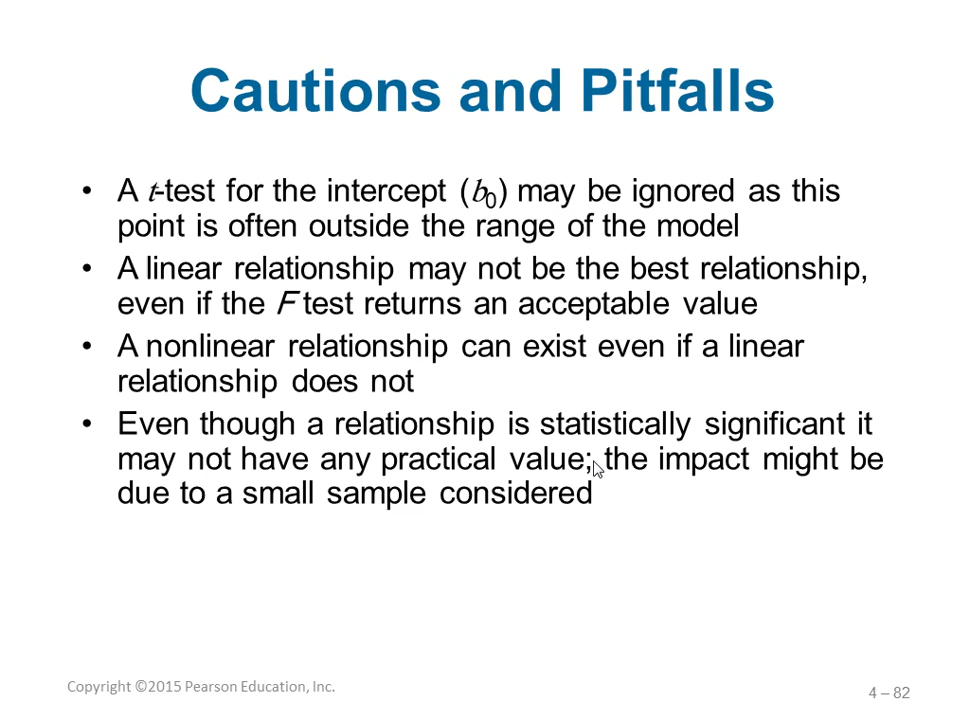 Cautions and Pitfalls
• A t-test for the intercept (b₀) may be ignored as this
point is often outside the range of the model
• A linear relationship may not be the best relationship,
even if the F test returns an acceptable value
• A nonlinear relationship can exist even if a linear
relationship does not
• Even though a relationship is statistically significant it
may not have any practical value; the impact might be
due to a small sample considered
Copyright ©2015 Pearson Education, Inc.
4 – 82